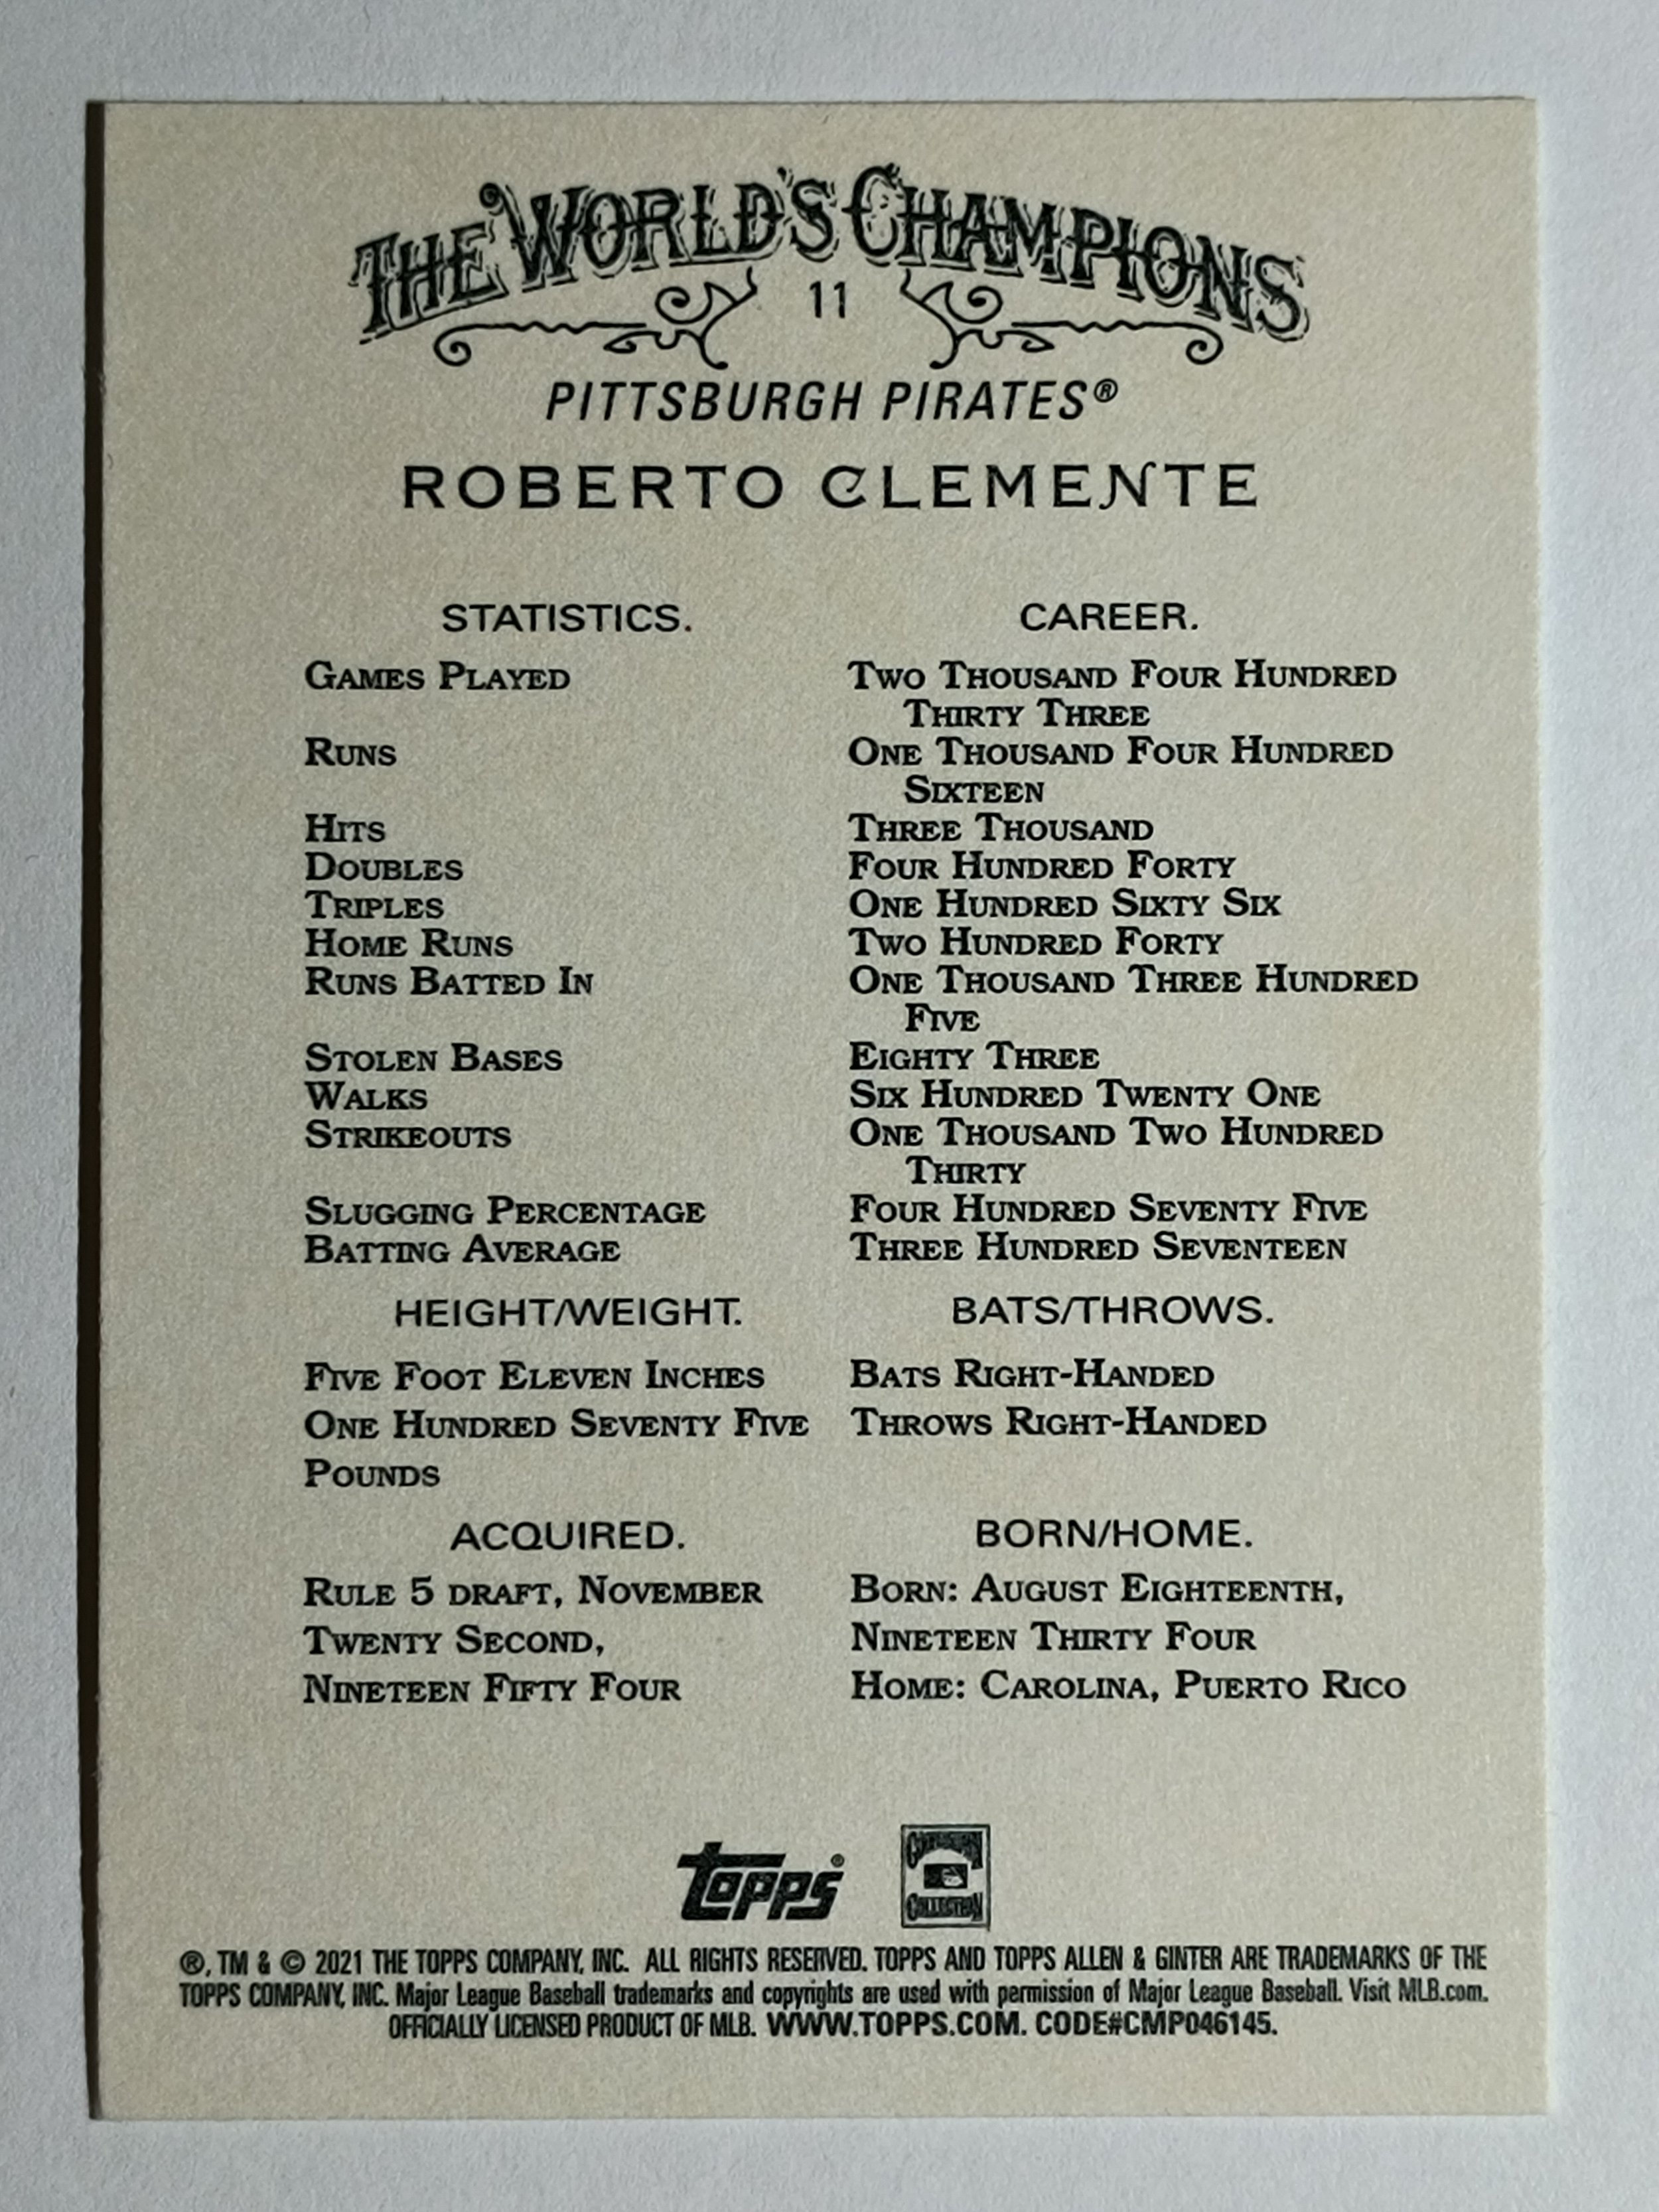 THE WORLD'S CHAMPIONS
11
PITTSBURGH PIRATES®
ROBERTO CLEMENTE
STATISTICS. CAREER.
GAMES PLAYED TWO THOUSAND FOUR HUNDRED
THIRTY THREE
RUNS ONE THOUSAND FOUR HUNDRED
SIXTEEN
HITS THREE THOUSAND
DOUBLES FOUR HUNDRED FORTY
TRIPLES ONE HUNDRED SIXTY SIX
HOME RUNS TWO HUNDRED FORTY
RUNS BATTED IN ONE THOUSAND THREE HUNDRED
FIVE
STOLEN BASES EIGHTY THREE
WALKS SIX HUNDRED TWENTY ONE
STRIKEOUTS ONE THOUSAND TWO HUNDRED
THIRTY
SLUGGING PERCENTAGE FOUR HUNDRED SEVENTY FIVE
BATTING AVERAGE THREE HUNDRED SEVENTEEN
HEIGHT/WEIGHT. BATS/THROWS.
FIVE FOOT ELEVEN INCHES BATS RIGHT-HANDED
ONE HUNDRED SEVENTY FIVE THROWS RIGHT-HANDED
POUNDS
ACQUIRED. BORN/HOME.
RULE 5 DRAFT, NOVEMBER BORN: AUGUST EIGHTEENTH,
TWENTY SECOND, NINETEEN THIRTY FOUR
NINETEEN FIFTY FOUR HOME: CAROLINA, PUERTO RICO
topps®
COOPERSTOWN
COLLECTION
®, TM & © 2021 THE TOPPS COMPANY, INC. ALL RIGHTS RESERVED. TOPPS AND TOPPS ALLEN & GINTER ARE TRADEMARKS OF THE
TOPPS COMPANY, INC. Major League Baseball trademarks and copyrights are used with permission of Major League Baseball. Visit MLB.com.
OFFICIALLY LICENSED PRODUCT OF MLB. WWW.TOPPS.COM. CODE#CMP046145.